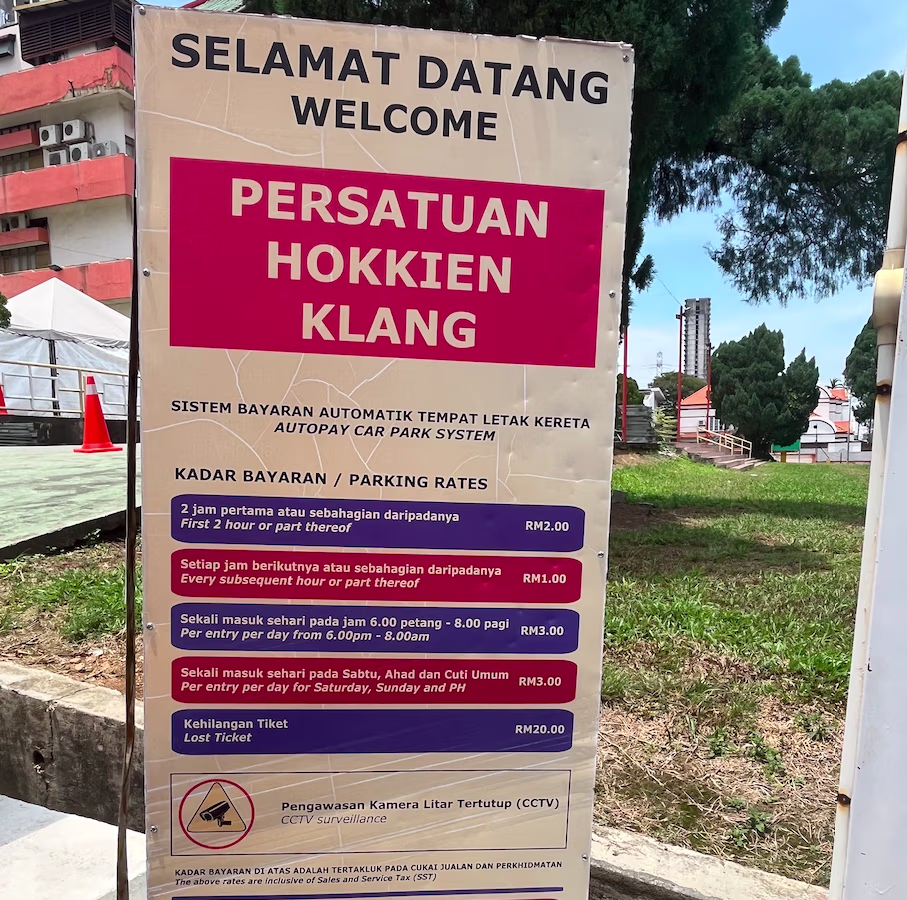 SELAMAT DATANG
WELCOME
PERSATUAN
HOKKIEN
KLANG
SISTEM BAYARAN AUTOMATIK TEMPAT LETAK KERETA
AUTOPAY CAR PARK SYSTEM
KADAR BAYARAN / PARKING RATES
2 jam pertama atau sebahagian daripadanya
First 2 hour or part thereof
RM2.00
Setiap jam berikutnya atau sebahagian daripadanya
Every subsequent hour or part thereof
RM1.00
Sekali masuk sehari pada jam 6.00 petang - 8.00 pagi
Per entry per day from 6.00pm - 8.00am
RM3.00
Sekali masuk sehari pada Sabtu, Ahad dan Cuti Umum
Per entry per day for Saturday, Sunday and PH
RM3.00
Kehilangan Tiket
Lost Ticket
RM20.00
Pengawasan Kamera Litar Tertutup (CCTV)
CCTV surveillance
KADAR BAYARAN DI ATAS ADALAH TERTAKLUK PADA CUKAI JUALAN DAN PERKHIDMATAN
The above rates are inclusive of Sales and Service Tax (SST)